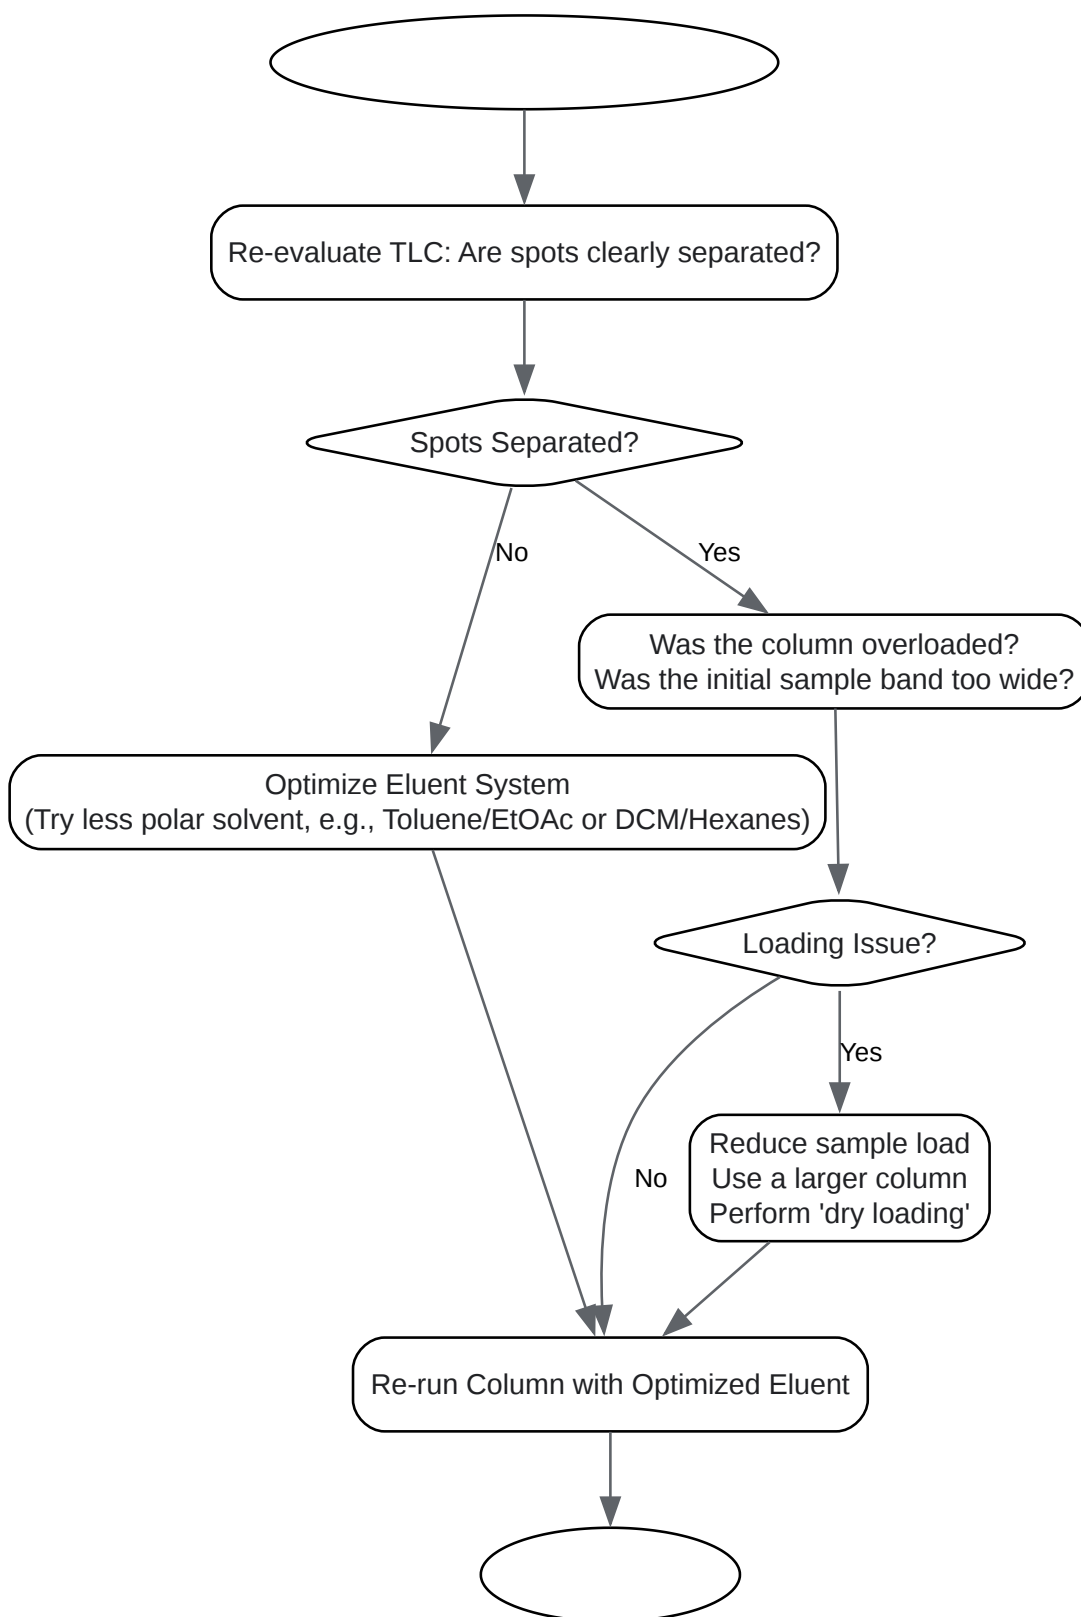 Re-evaluate TLC: Are spots clearly separated?
Spots Separated?
No
Yes
Was the column overloaded?
Was the initial sample band too wide?
Optimize Eluent System
(Try less polar solvent, e.g., Toluene/EtOAc or DCM/Hexanes)
Loading Issue?
Yes
No
Reduce sample load
Use a larger column
Perform 'dry loading'
Re-run Column with Optimized Eluent